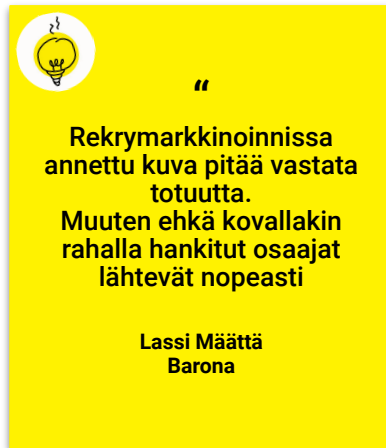 “
Rekrymarkkinoinnissa
annettu kuva pitää vastata
totuutta.
Muuten ehkä kovallakin
rahalla hankitut osaajat
lähtevät nopeasti
Lassi Määttä
Barona